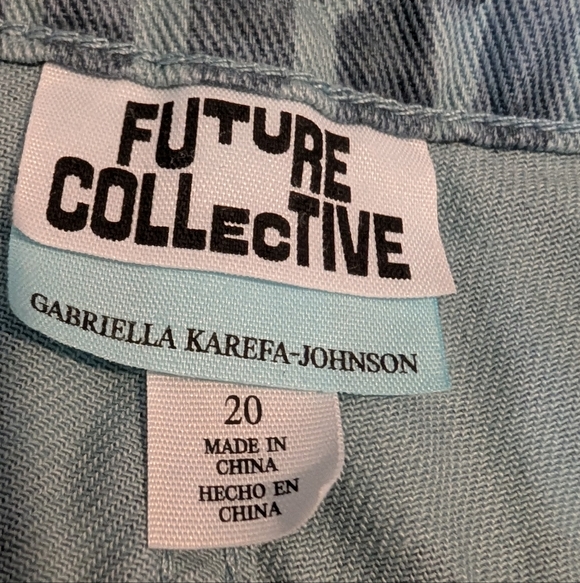 FUTURE
COLLECTIVE
GABRIELLA KAREFA-JOHNSON
20
MADE IN
CHINA
HECHO EN
CHINA